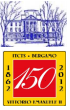 ITCTS - BERGAMO
1862 150 2012
VITTORIO EMANUELE II